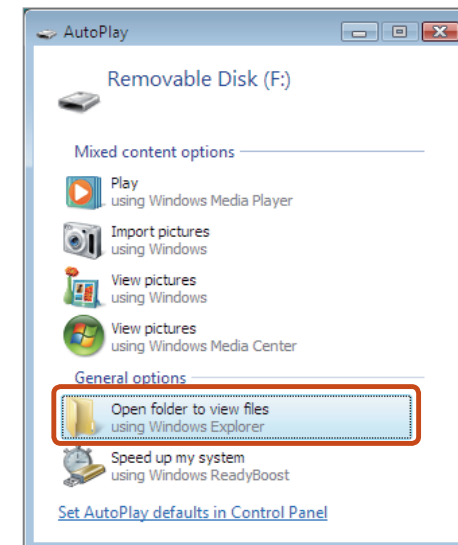 AutoPlay
Removable Disk (F:)
Mixed content options
Play
using Windows Media Player
Import pictures
using Windows
View pictures
using Windows
View pictures
using Windows Media Center
General options
Open folder to view files
using Windows Explorer
Speed up my system
using Windows ReadyBoost
Set AutoPlay defaults in Control Panel